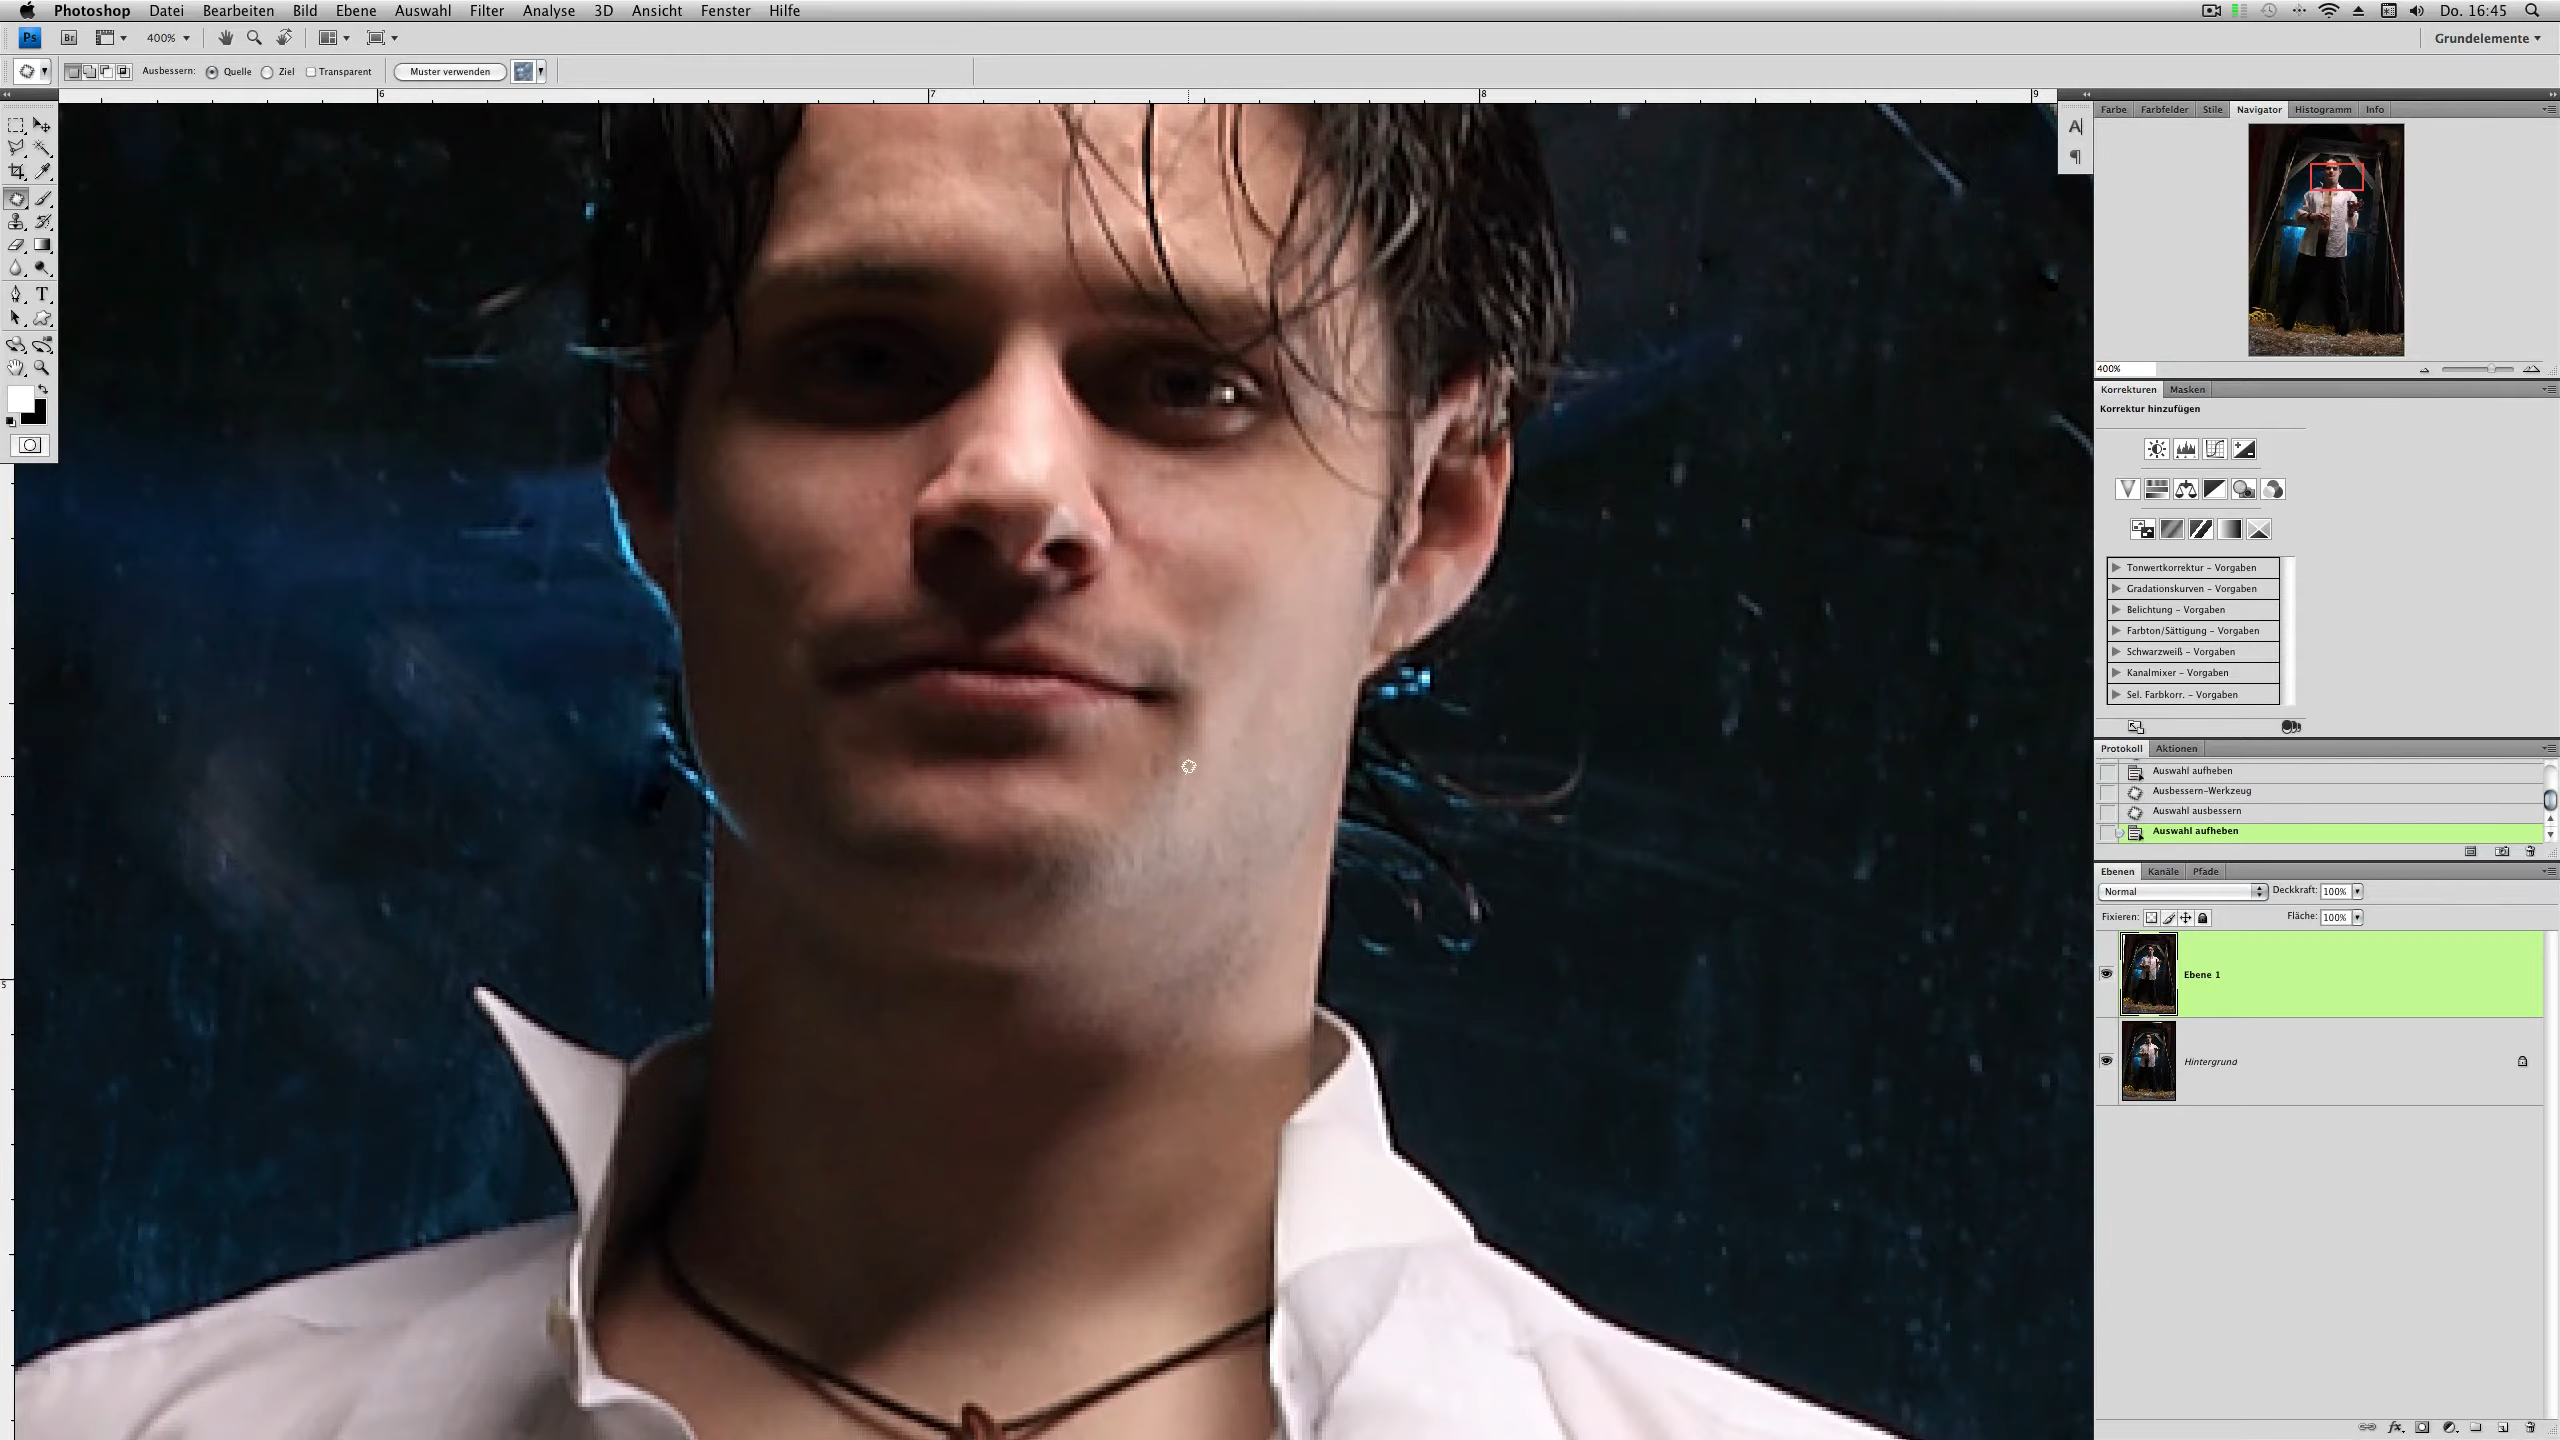 Photoshop Datei Bearbeiten Bild Ebene Auswahl Filter Analyse 3D Ansicht Fenster Hilfe Do. 16:45
Ps Br 400% Grundelemente
Ausbessern: Quelle Ziel Transparent Muster verwenden
6 7 8 9
Farbe Farbfelder Stile Navigator Histogramm Info
A
¶
T
400%
Korrekturen Masken
Korrektur hinzufügen
Tonwertkorrektur – Vorgaben
Gradationskurven – Vorgaben
Belichtung – Vorgaben
Farbton/Sättigung – Vorgaben
Schwarzweiß – Vorgaben
Kanalmixer – Vorgaben
Sel. Farbkorr. – Vorgaben
Protokoll Aktionen
Auswahl aufheben
Ausbessern-Werkzeug
Auswahl ausbessern
Auswahl aufheben
Ebenen Kanäle Pfade
Normal Deckkraft: 100%
Fixieren: Fläche: 100%
Ebene 1
5
Hintergrund
fx